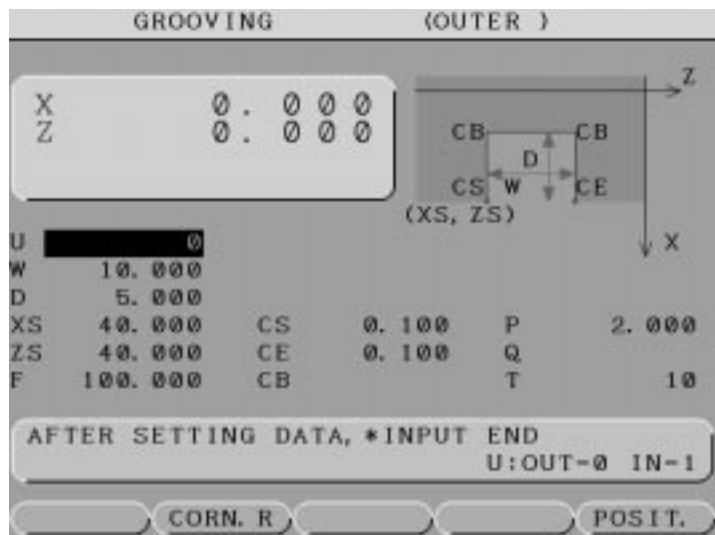 GROOVING (OUTER )
X 0. 000
Z 0. 000
Z
CB CB
D
CS W CE
(XS, ZS)
X
U 0
W 10. 000
D 5. 000
XS 40. 000 CS 0. 100 P 2. 000
ZS 40. 000 CE 0. 100 Q
F 100. 000 CB T 10
AFTER SETTING DATA, *INPUT END
U:OUT-0 IN-1
CORN. R POSIT.